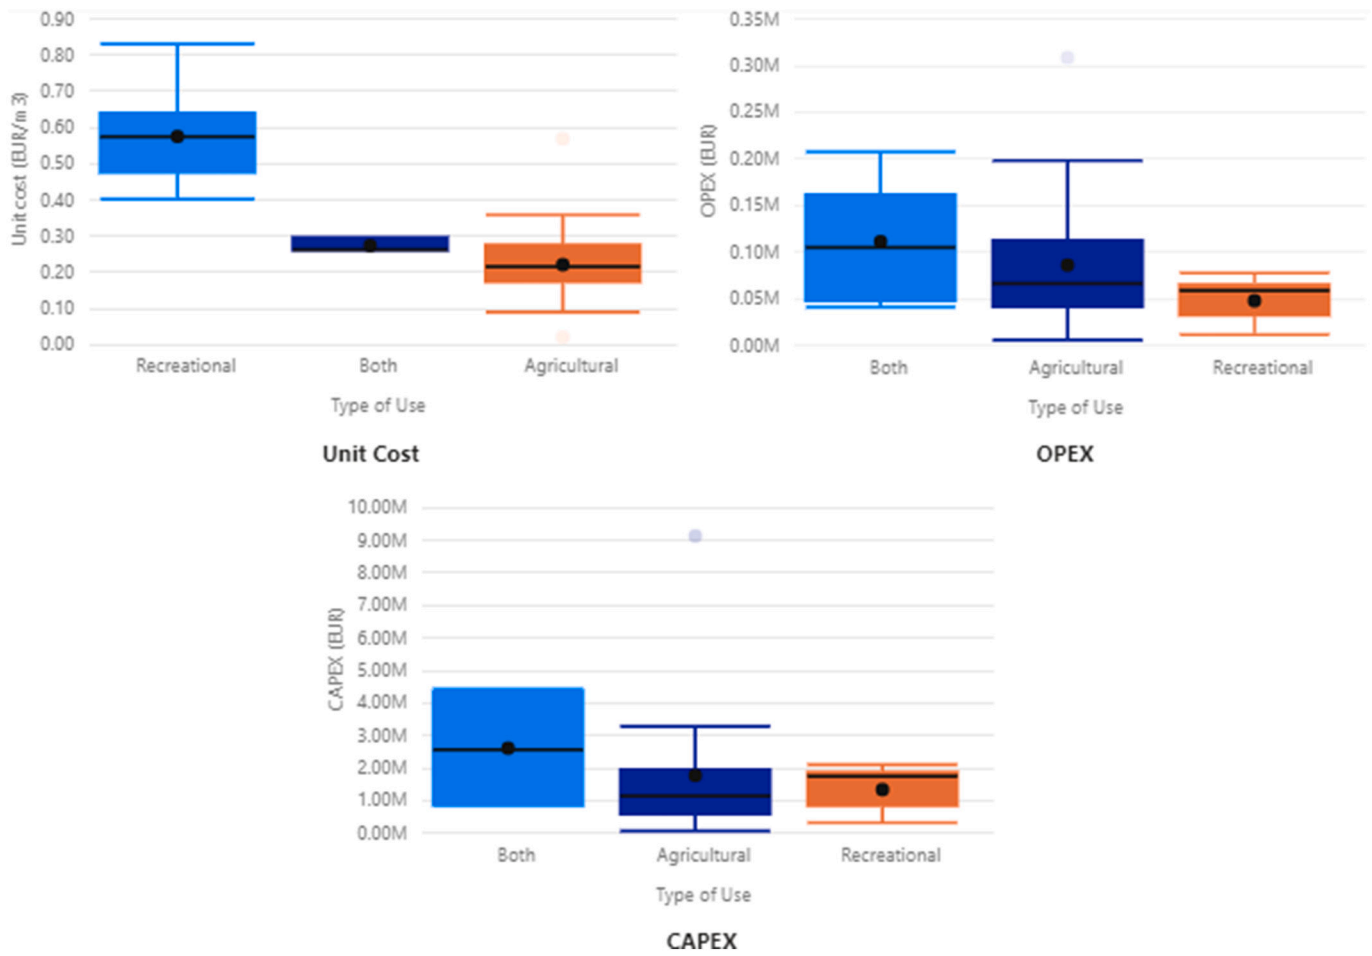 0.90
0.80
0.70
0.60
0.50
0.40
0.30
0.20
0.10
0.00
Unit cost (EUR/m3)
Recreational Both Agricultural
Type of Use
Unit Cost
0.35M
0.30M
0.25M
0.20M
0.15M
0.10M
0.05M
0.00M
OPEX (EUR)
Both Agricultural Recreational
Type of Use
OPEX
10.00M
9.00M
8.00M
7.00M
6.00M
5.00M
4.00M
3.00M
2.00M
1.00M
0.00M
CAPEX (EUR)
Both Agricultural Recreational
Type of Use
CAPEX